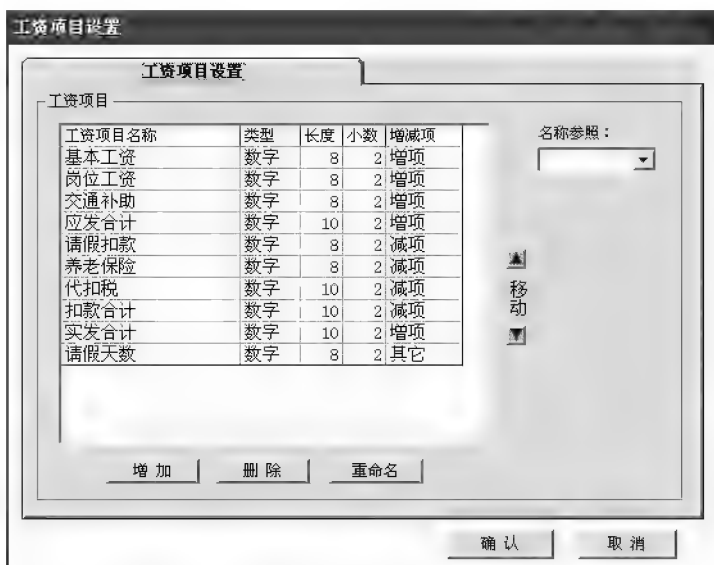 工资项目设置
工资项目设置
工资项目
工资项目名称 类型 长度 小数 增减项
基本工资 数字 8 2 增项
岗位工资 数字 8 2 增项
交通补助 数字 8 2 增项
应发合计 数字 10 2 增项
请假扣款 数字 8 2 减项
养老保险 数字 8 2 减项
代扣税 数字 10 2 减项
扣款合计 数字 10 2 减项
实发合计 数字 10 2 增项
请假天数 数字 8 2 其它
名称参照：
移动
增加 删除 重命名
确认 取消